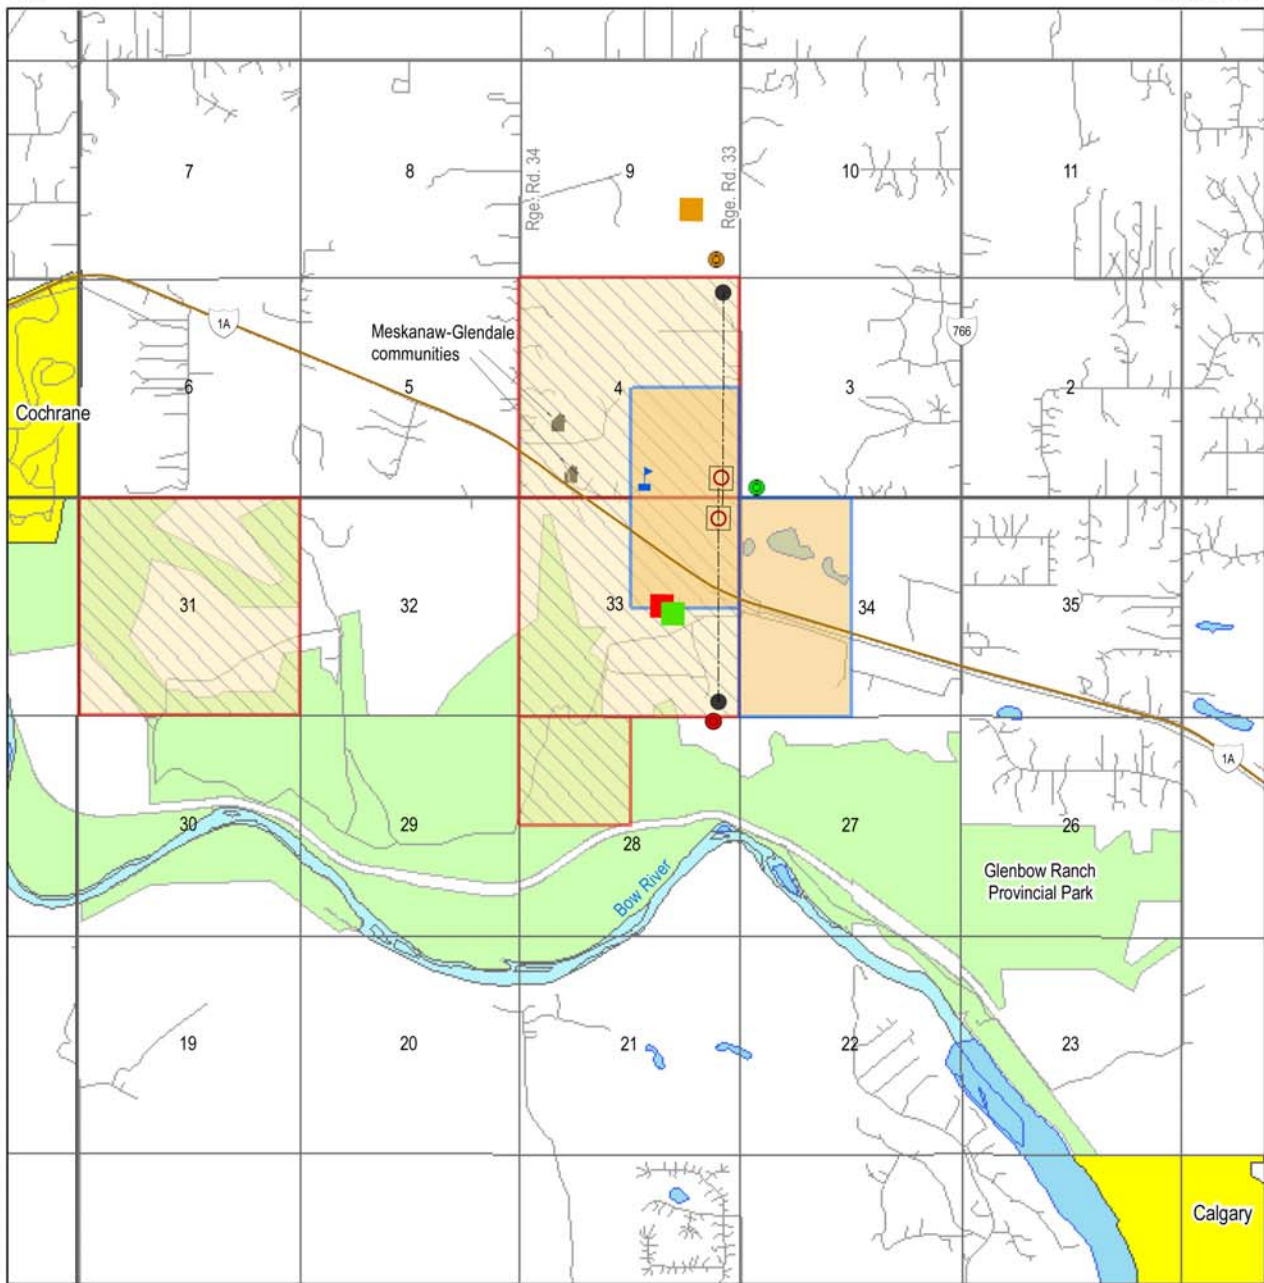 7
8
Rge. Rd. 34
9
Rge. Rd. 33
10
11
1A
Meskanaw-Glendale
communities
766
6
5
4
3
2
Cochrane
31
32
33
34
35
1A
30
29
28
27
26
Bow River
Glenbow Ranch
Provincial Park
19
20
21
22
23
Calgary